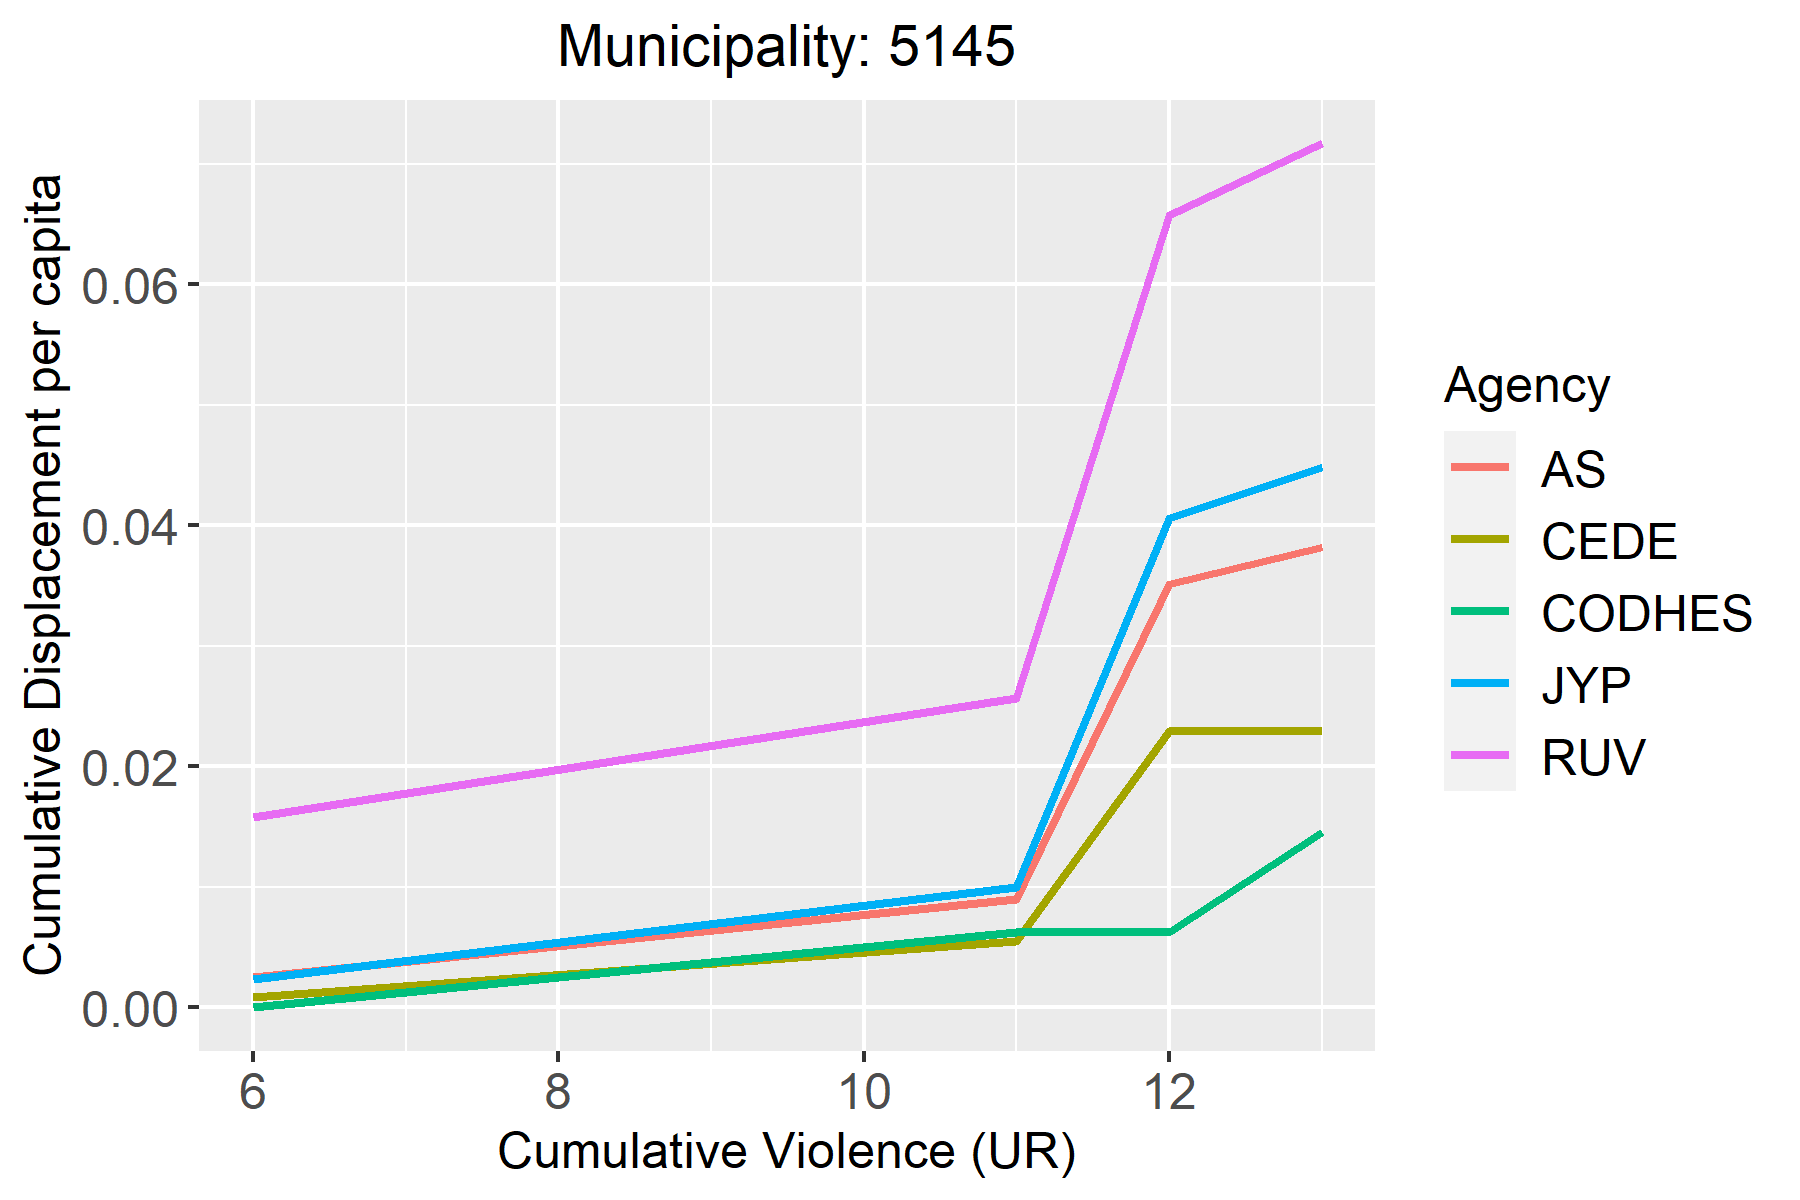 Municipality: 5145
Cumulative Displacement per capita
0.06
0.04
0.02
0.00
6 8 10 12
Cumulative Violence (UR)
Agency
AS
CEDE
CODHES
JYP
RUV